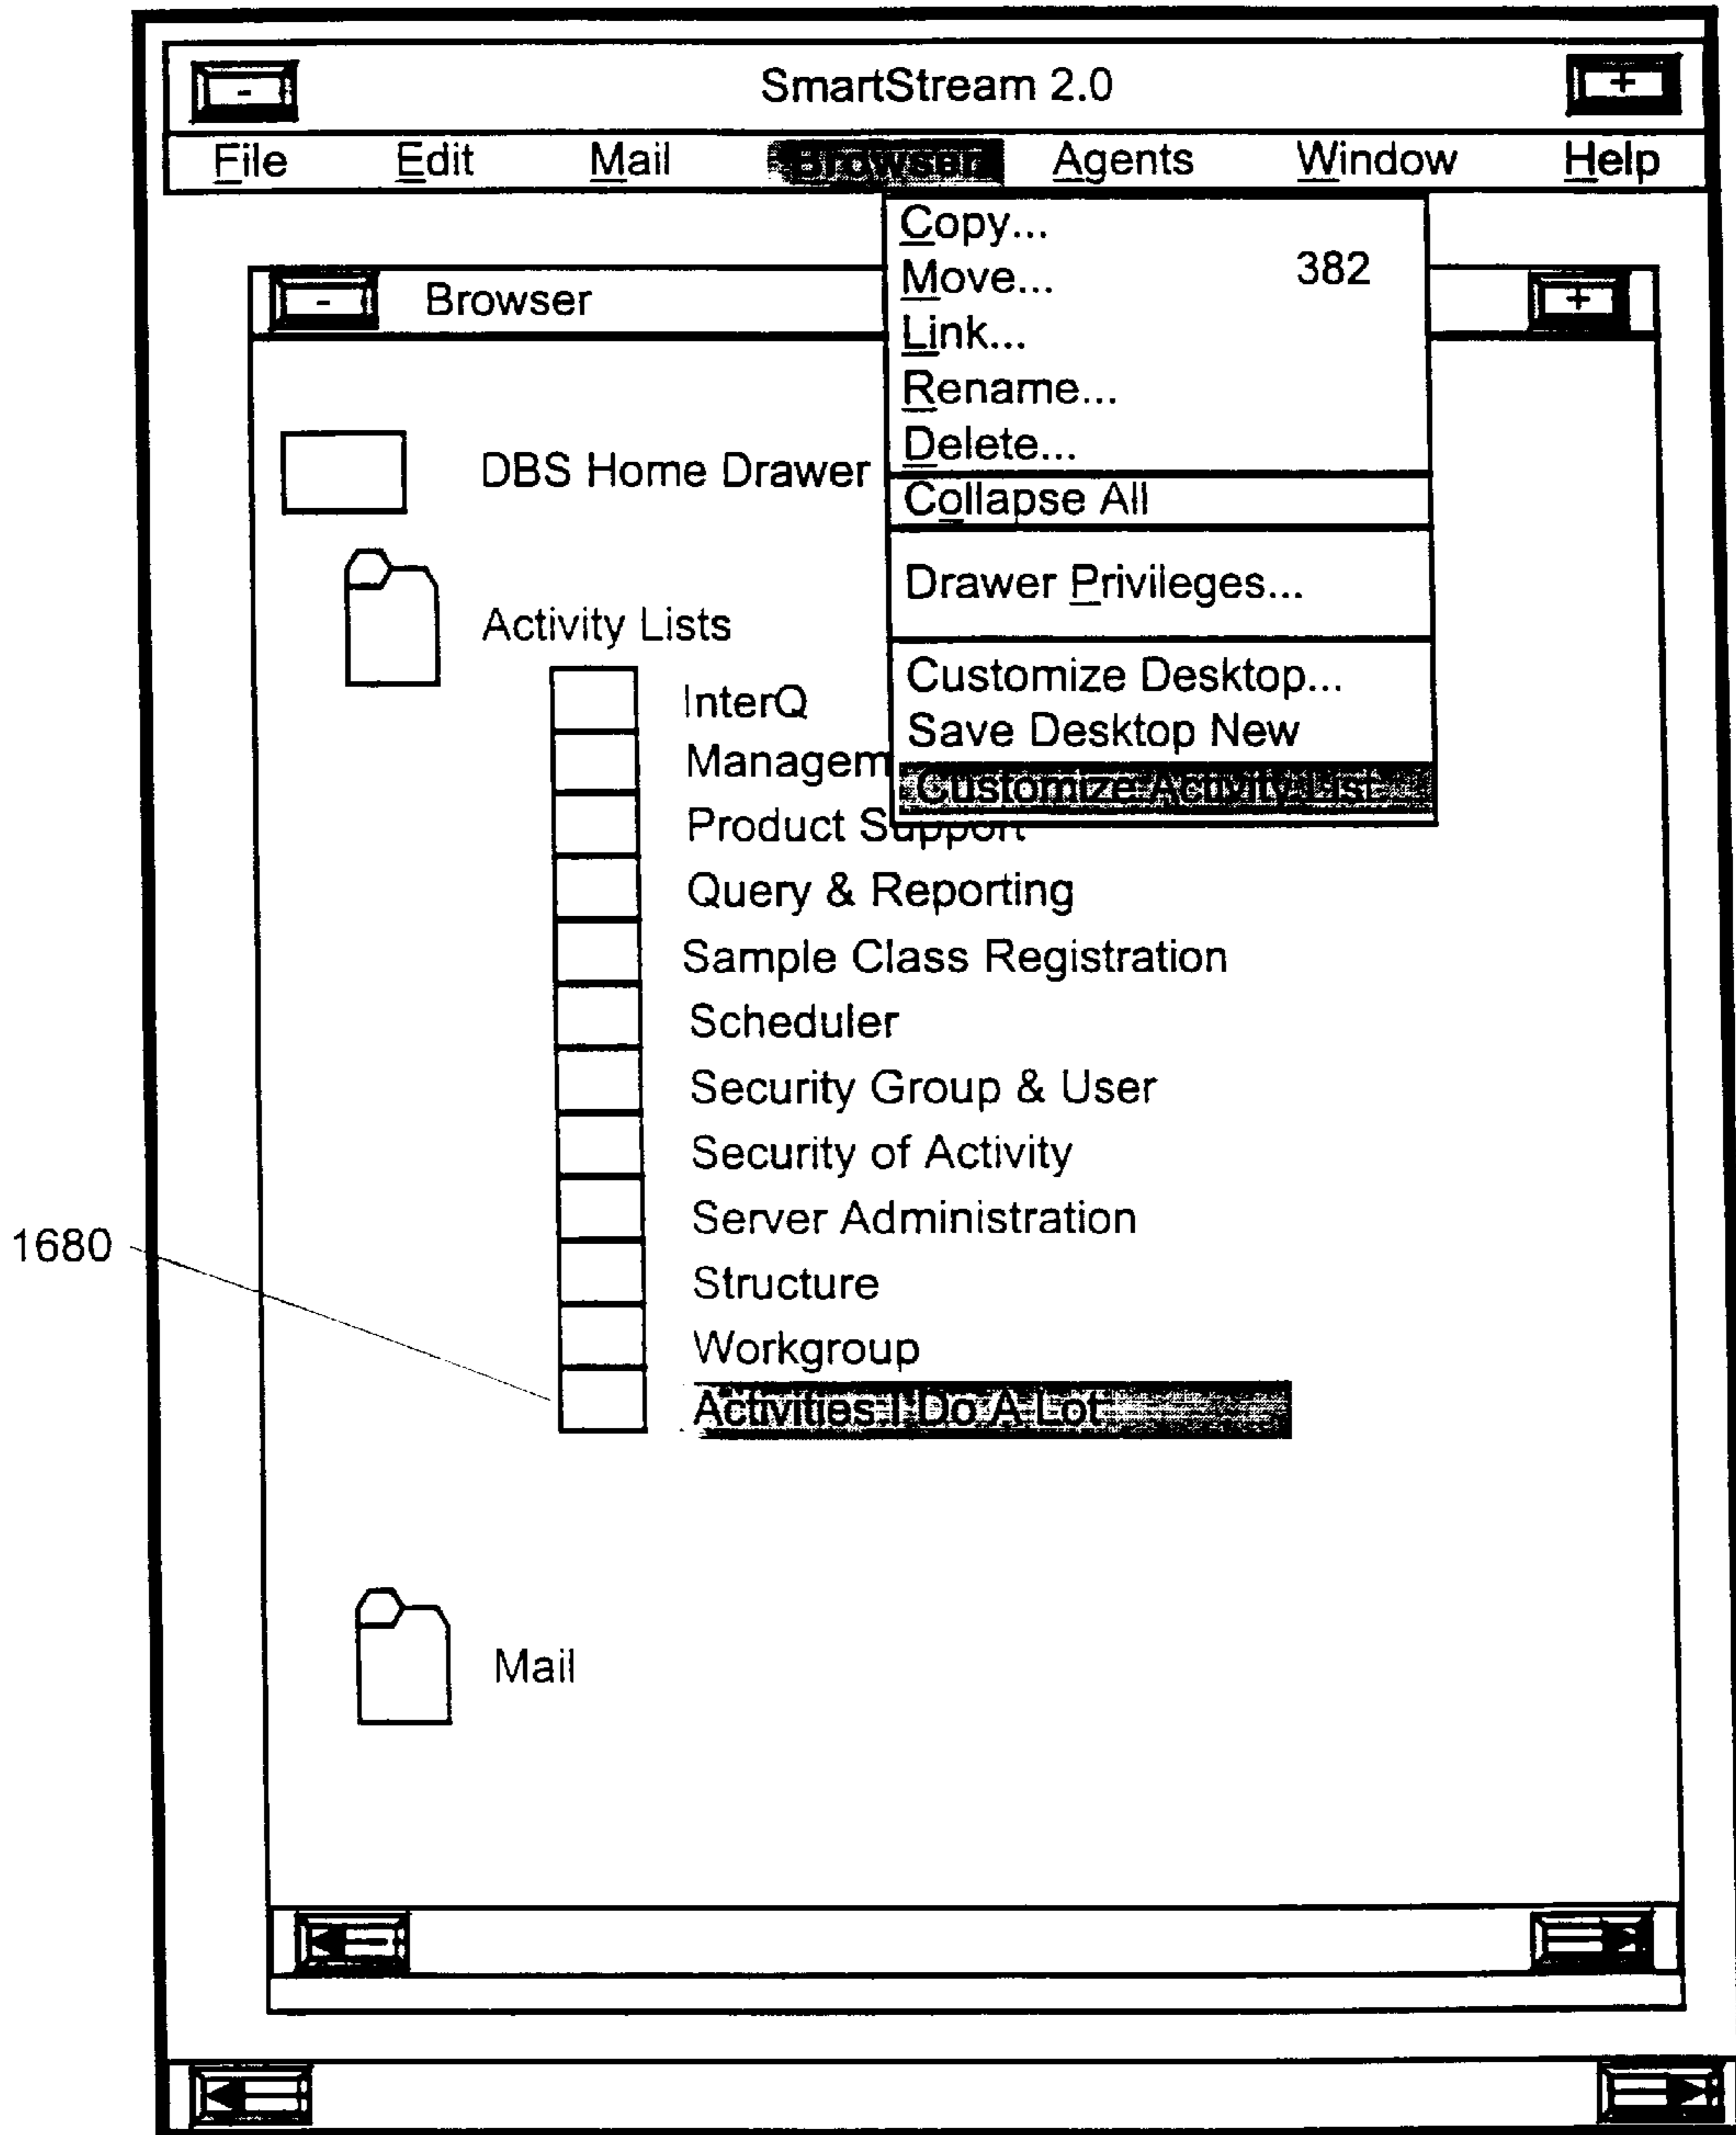 SmartStream 2.0
File Edit Mail Browser Agents Window Help
Copy...
382
Move...
Browser
Link...
Rename...
Delete...
DBS Home Drawer
Collapse All
Drawer Privileges...
Activity Lists
Customize Desktop...
InterQ
Save Desktop New
Managem
Customize Activity List
Product Support
Query & Reporting
Sample Class Registration
Scheduler
Security Group & User
Security of Activity
Server Administration
1680
Structure
Workgroup
Activities I Do A Lot
Mail